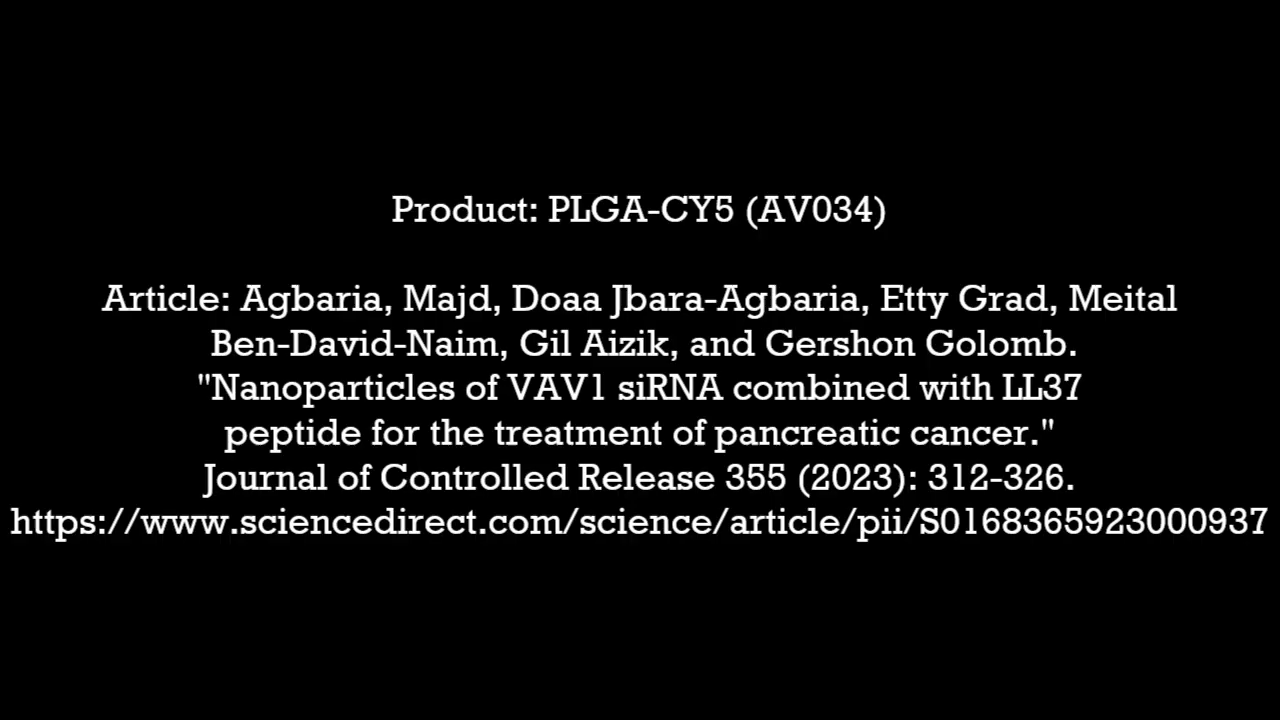 Product: PLGA-CY5 (AV034)
Article: Agbaria, Majd, Doaa Jbara-Agbaria, Etty Grad, Meital
Ben-David-Naim, Gil Aizik, and Gershon Golomb.
"Nanoparticles of VAV1 siRNA combined with LL37
peptide for the treatment of pancreatic cancer."
Journal of Controlled Release 355 (2023): 312-326.
https://www.sciencedirect.com/science/article/pii/S0168365923000937